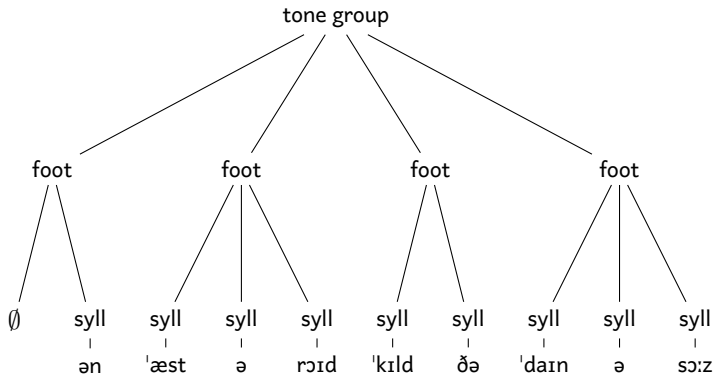 tone group
foot foot foot foot
∅ syll syll syll syll syll syll syll syll syll
ən ˈæst ə rɔɪd ˈkɪld ðə ˈdaɪn ə sɔːz